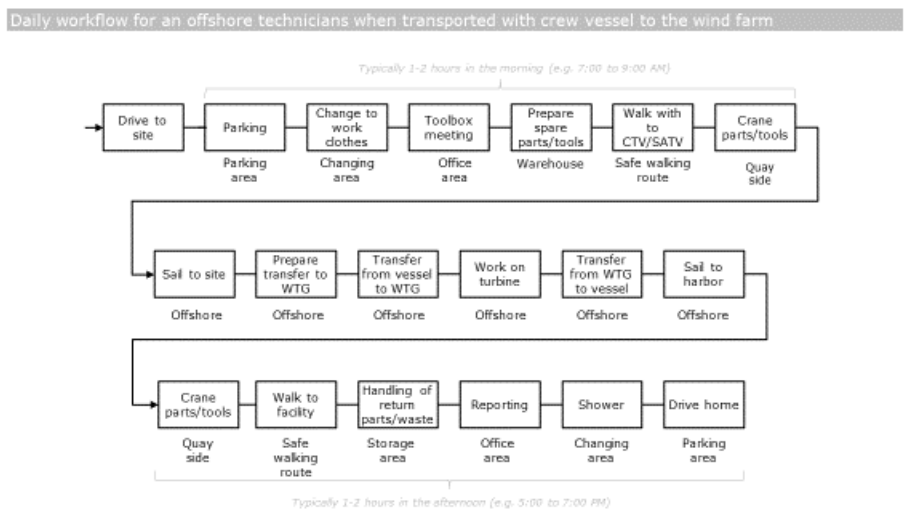 Daily workflow for an offshore technicians when transported with crew vessel to the wind farm
Typically 1-2 hours in the morning (e.g. 7:00 to 9:00 AM)
Drive to
site
Parking
Change to
work
clothes
Toolbox
meeting
Prepare
spare
parts/tools
Walk with
to
CTV/SATV
Crane
parts/tools
Parking
area
Changing
area
Office
area
Warehouse
Safe walking
route
Quay
side
Sail to site
Prepare
transfer to
WTG
Transfer
from vessel
to WTG
Work on
turbine
Transfer
from WTG
to vessel
Sail to
harbor
Offshore
Offshore
Offshore
Offshore
Offshore
Offshore
Crane
parts/tools
Walk to
facility
Handling of
return
parts/waste
Reporting
Shower
Drive home
Quay
side
Safe
walking
route
Storage
area
Office
area
Changing
area
Parking
area
Typically 1-2 hours in the afternoon (e.g. 5:00 to 7:00 PM)